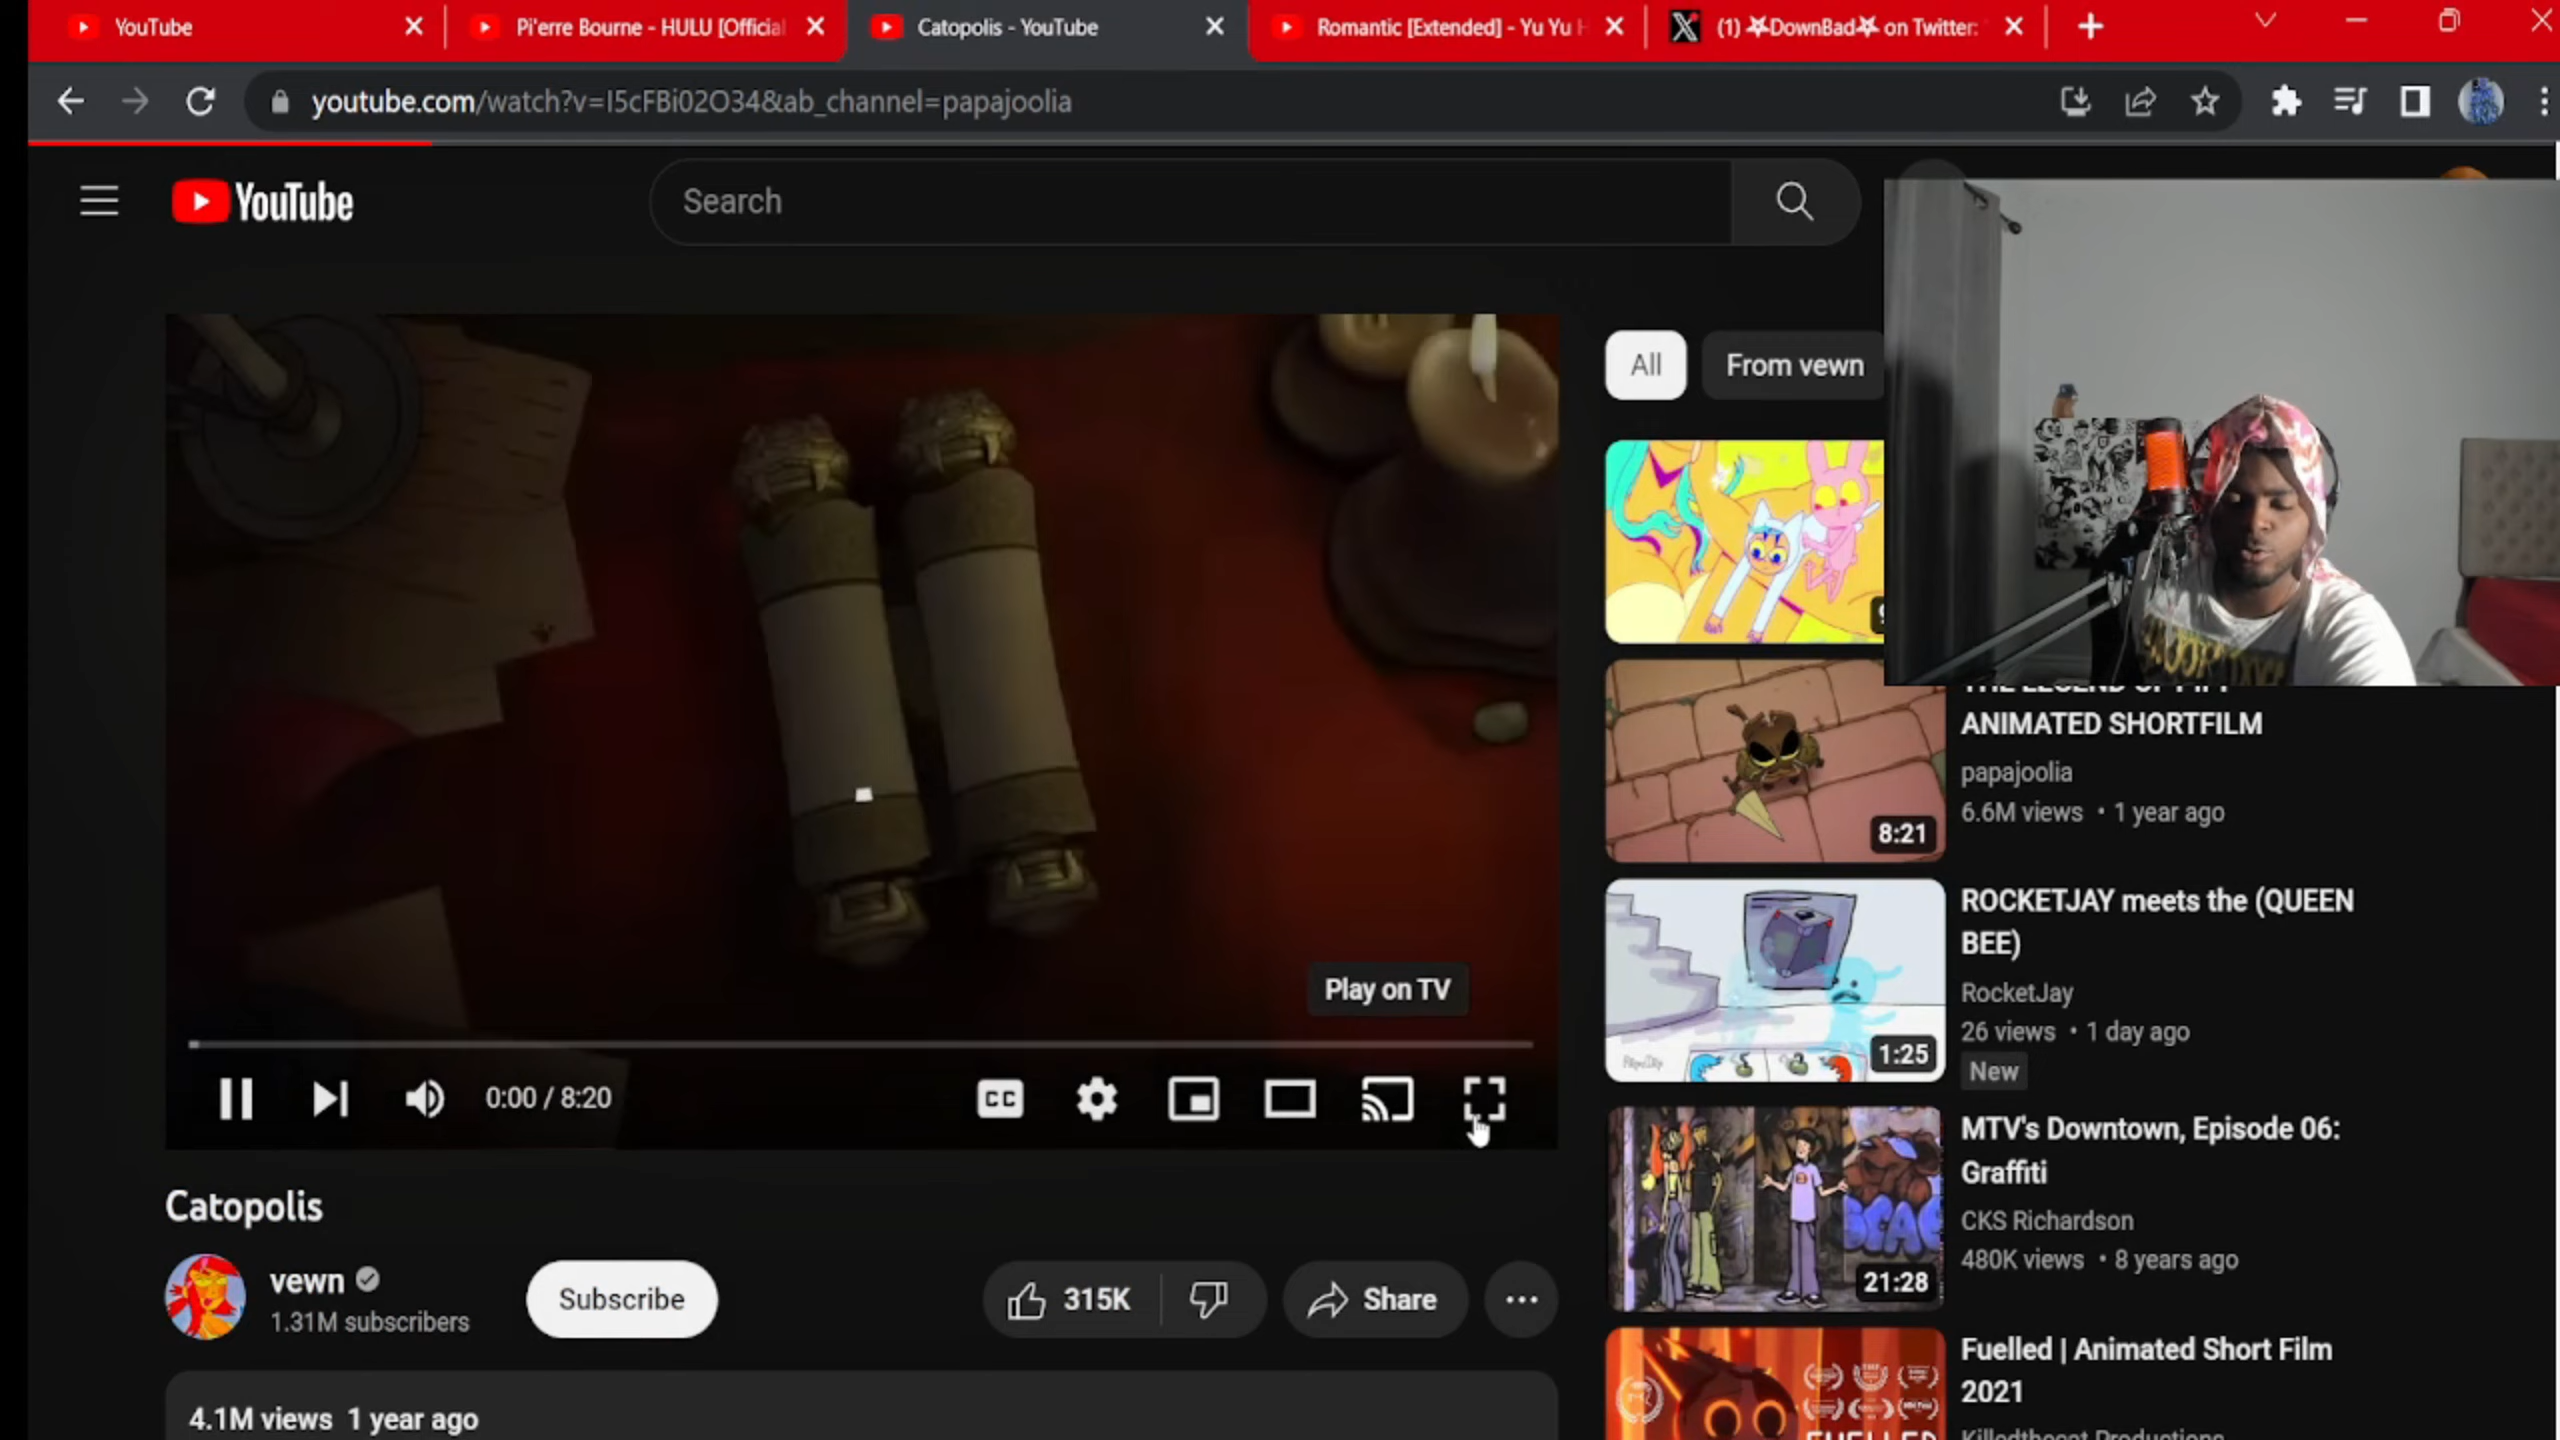 YouTube
Pi'erre Bourne - HULU [Official
Catopolis - YouTube
Romantic [Extended] - Yu Yu H
(1) ⛧DownBad⛧ on Twitter:
youtube.com/watch?v=I5cFBi02O34&ab_channel=papajoolia
YouTube
Search
All
From vewn
ANIMATED SHORTFILM
papajoolia
6.6M views • 1 year ago
8:21
ROCKETJAY meets the (QUEEN
BEE)
RocketJay
26 views • 1 day ago
New
1:25
MTV's Downtown, Episode 06:
Graffiti
CKS Richardson
480K views • 8 years ago
21:28
Fuelled | Animated Short Film
2021
Killedthecat Productions
FUELLED
Play on TV
0:00 / 8:20
CC
Catopolis
vewn
1.31M subscribers
Subscribe
315K
Share
4.1M views 1 year ago